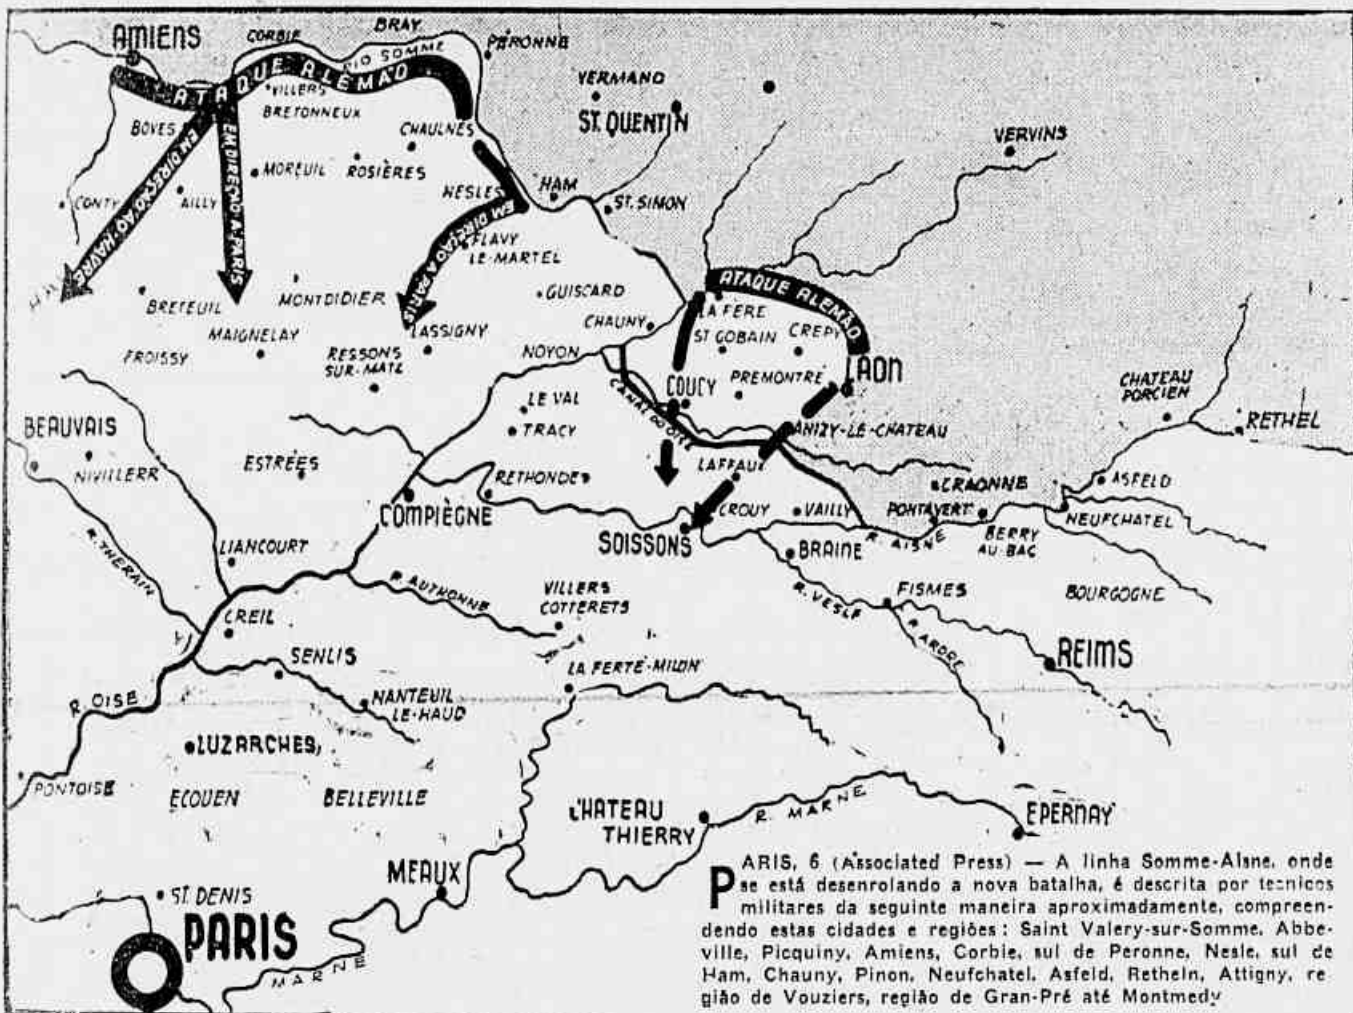 AMIENS
CORBIE
BRAY
RIO SOMME
PÉRONNE
ATAQUE ALEMÃO
VILLERS
BRETONNEUX
VERMAND
ST. QUENTIN
VERVINS
BOVES
CHAULNES
MOREUIL
ROSIÈRES
CONTY
AILLY
NESLES
HAM
ST. SIMON
EM DIREÇÃO AO HAVRE
EM DIREÇÃO A PARIS
EM DIREÇÃO A PARIS
FLAVY
LE-MARTEL
BRETEUIL
MONTDIDIER
GUISCARD
ATAQUE ALEMÃO
LA FERE
MAIGNELAY
LASSIGNY
CHAUNY
ST GOBAIN
CREPY
FROISSY
RESSONS
SUR-MATZ
NOYON
LAON
COUCY
PREMONTRÉ
CHATEAU
PORCIEN
RETHEL
BEAUVAIS
LE VAL
TRACY
ANIZY-LE-CHATEAU
NIVILLERR
ESTRÉES
RETHONDES
LAFFAUX
CRAONNE
ASFELD
COMPIÈGNE
CROUY
VAILLY
PONTAVERT
NEUFCHATEL
SOISSONS
BRAINE
R. AISNE
BERRY
AU-BAC
R. THERAIN
LIANCOURT
R. AUTHONNE
VILLERS
COTTERETS
R. VESLE
FISMES
BOURGOGNE
CREIL
R. ARDRE
REIMS
SENLIS
LA FERTÉ-MILON
NANTEUIL
LE-HAUD
R. OISE
LUZARCHES
PONTOISE
ECOUEN
BELLEVILLE
CHATEAU
THIERRY
R. MARNE
EPERNAY
MEAUX
ST. DENIS
PARIS
MARNE
PARIS, 6 (Associated Press) — A linha Somme-Aisne, onde
se está desenrolando a nova batalha, é descrita por tecnicos
militares da seguinte maneira aproximadamente, compreen-
dendo estas cidades e regiões: Saint Valery-sur-Somme, Abbe-
ville, Picquiny, Amiens, Corbie, sul de Peronne, Nesle, sul de
Ham, Chauny, Pinon, Neufchatel, Asfeld, Retheln, Attigny, re
gião de Vouziers, região de Gran-Pré até Montmedy